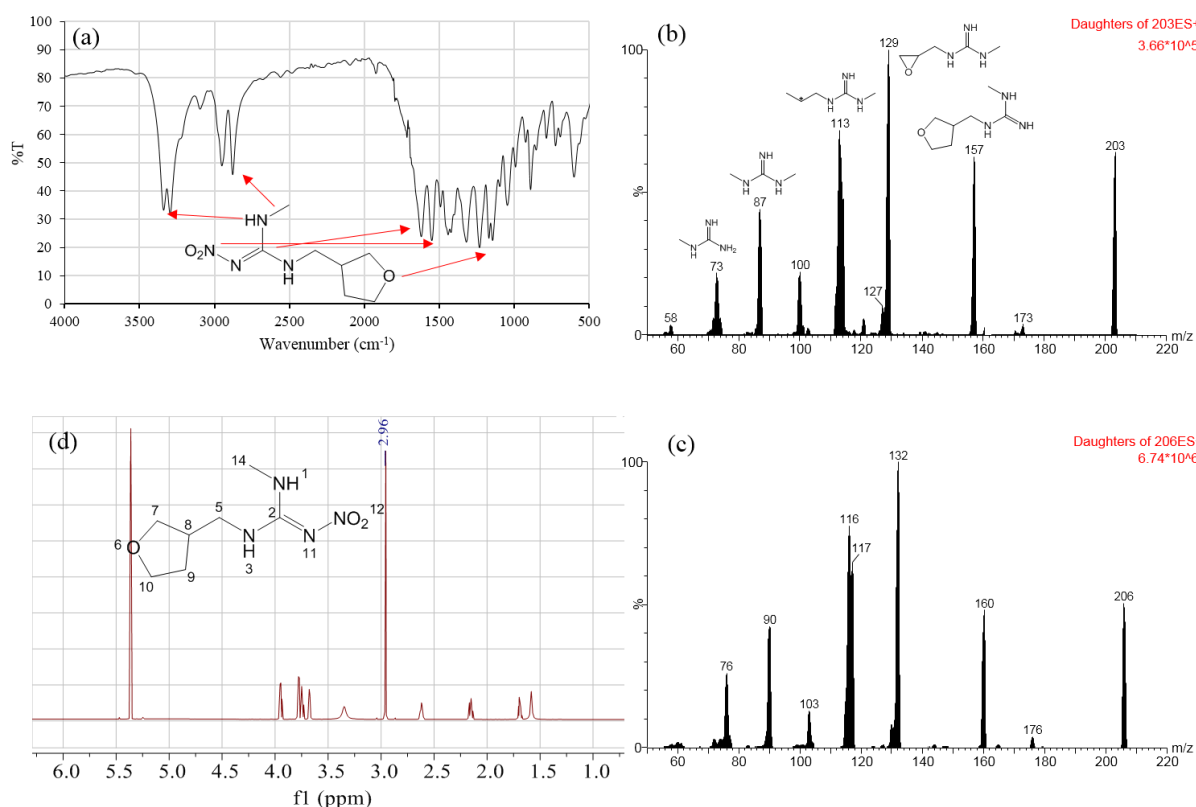 (a)
100
90
80
70
60
50
40
30
20
10
0
%T
4000
3500
3000
2500
2000
1500
1000
500
Wavenumber (cm-1)
NH
O2N
N
N
H
O
(b)
Daughters of 203ES+
3.66*10^5
100
%
0
58
73
87
100
113
127
129
157
173
203
NH
N
H
NH2
NH
N
H
N
H
NH
N
H
N
H
NH
O
N
H
N
H
NH
O
N
H
NH
60
80
100
120
140
160
180
200
220
m/z
(d)
2.96
14
1
NH
7
5
12
NO2
8
2
N
6
O
N
H
3
N
11
9
10
6.0
5.5
5.0
4.5
4.0
3.5
3.0
2.5
2.0
1.5
1.0
f1 (ppm)
(c)
Daughters of 206ES
6.74*10^6
100
%
0
76
90
103
116
117
132
160
176
206
60
80
100
120
140
160
180
200
220
m/z